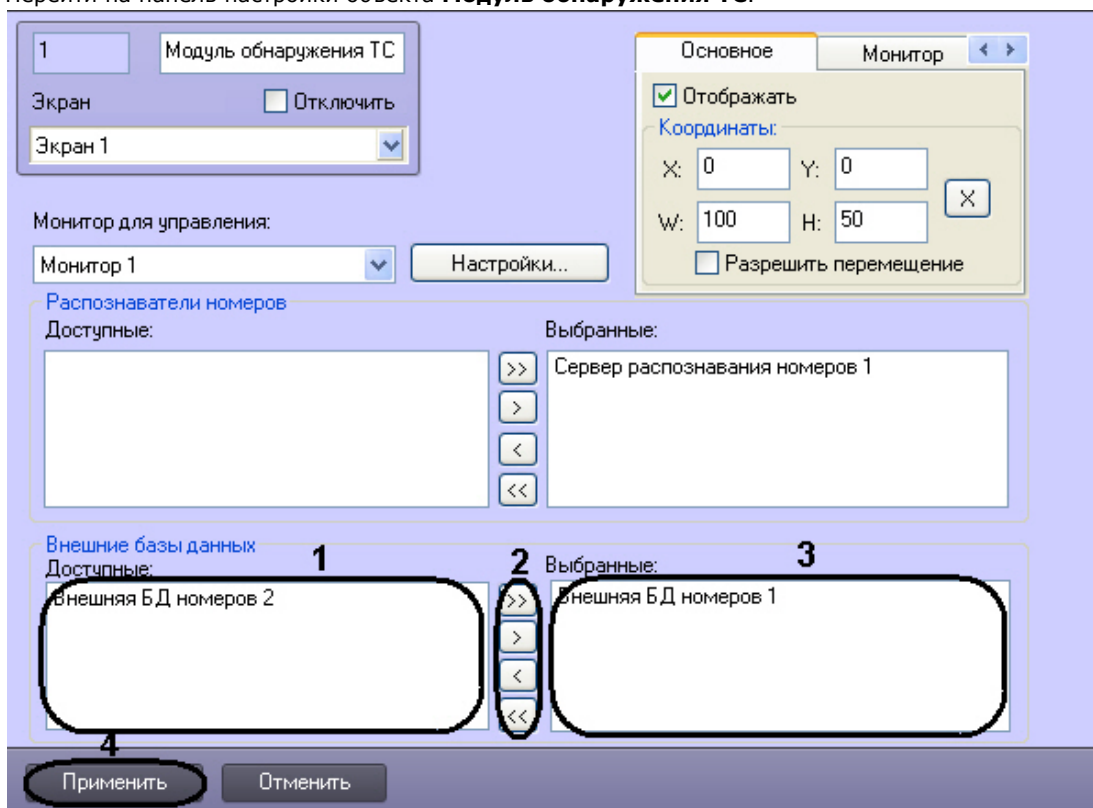 Перейти на панель настройки объекта Модуль обнаружения ТС.
1 Модуль обнаружения ТС
Экран Отключить
Экран 1
Основное Монитор
Отображать
Координаты:
X: 0 Y: 0
W: 100 H: 50
X
Разрешить перемещение
Монитор для управления:
Монитор 1 Настройки...
Распознаватели номеров
Доступные: Выбранные:
Сервер распознавания номеров 1
>>
>
<
<<
Внешние базы данных
1 2 3
Доступные: Выбранные:
Внешняя БД номеров 2 >> Внешняя БД номеров 1
>
<
<<
4
Применить Отменить